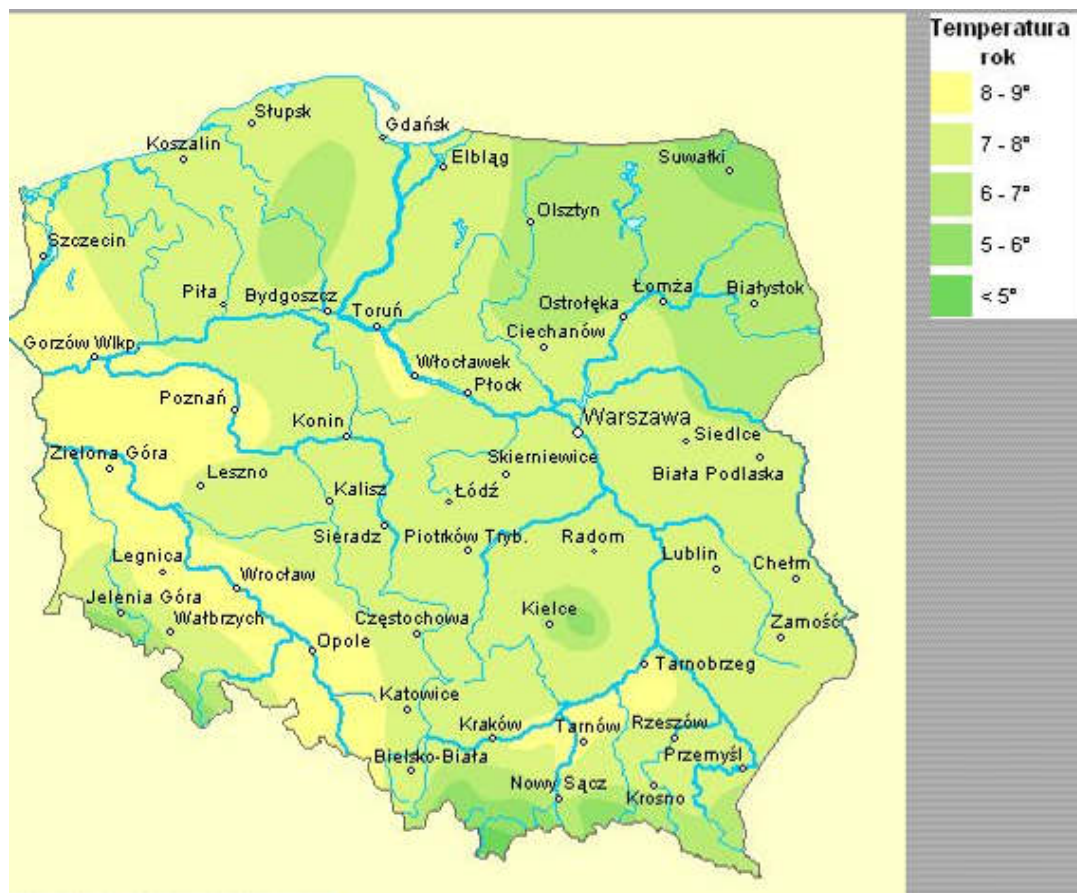 Temperatura
rok
8 - 9°
7 - 8°
6 - 7°
5 - 6°
< 5°
Słupsk
Gdańsk
Koszalin
Elbląg
Suwałki
Olsztyn
Szczecin
Piła
Bydgoszcz
Toruń
Ostrołęka
Łomża
Białystok
Ciechanów
Gorzów Wlkp.
Włocławek
Płock
Poznań
Konin
Warszawa
Siedlce
Zielona Góra
Leszno
Skierniewice
Biała Podlaska
Kalisz
Łódź
Sieradz
Piotrków Tryb.
Radom
Lublin
Chełm
Legnica
Wrocław
Jelenia Góra
Wałbrzych
Częstochowa
Kielce
Zamość
Opole
Tarnobrzeg
Katowice
Kraków
Tarnów
Rzeszów
Bielsko-Biała
Przemyśl
Nowy Sącz
Krosno